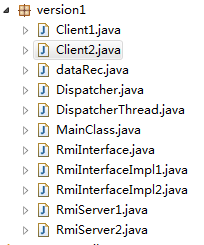 version1
Client1.java
Client2.java
dataRec.java
Dispatcher.java
DispatcherThread.java
MainClass.java
RmiInterface.java
RmiInterfaceImpl1.java
RmiInterfaceImpl2.java
RmiServer1.java
RmiServer2.java